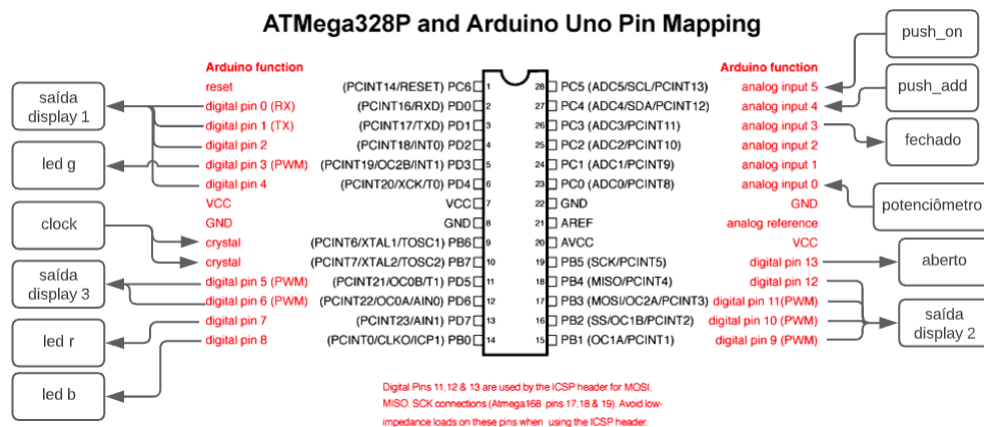 ATMega328P and Arduino Uno Pin Mapping
push_on
push_add
fechado
potenciômetro
aberto
saída
display 2
saída
display 1
led g
clock
saída
display 3
led r
led b
Arduino function
reset
digital pin 0 (RX)
digital pin 1 (TX)
digital pin 2
digital pin 3 (PWM)
digital pin 4
VCC
GND
crystal
crystal
digital pin 5 (PWM)
digital pin 6 (PWM)
digital pin 7
digital pin 8
(PCINT14/RESET) PC6
(PCINT16/RXD) PD0
(PCINT17/TXD) PD1
(PCINT18/INT0) PD2
(PCINT19/OC2B/INT1) PD3
(PCINT20/XCK/T0) PD4
VCC
GND
(PCINT6/XTAL1/TOSC1) PB6
(PCINT7/XTAL2/TOSC2) PB7
(PCINT21/OC0B/T1) PD5
(PCINT22/OC0A/AIN0) PD6
(PCINT23/AIN1) PD7
(PCINT0/CLKO/ICP1) PB0
1
2
3
4
5
6
7
8
9
10
11
12
13
14
28
27
26
25
24
23
22
21
20
19
18
17
16
15
PC5 (ADC5/SCL/PCINT13)
PC4 (ADC4/SDA/PCINT12)
PC3 (ADC3/PCINT11)
PC2 (ADC2/PCINT10)
PC1 (ADC1/PCINT9)
PC0 (ADC0/PCINT8)
GND
AREF
AVCC
PB5 (SCK/PCINT5)
PB4 (MISO/PCINT4)
PB3 (MOSI/OC2A/PCINT3)
PB2 (SS/OC1B/PCINT2)
PB1 (OC1A/PCINT1)
Arduino function
analog input 5
analog input 4
analog input 3
analog input 2
analog input 1
analog input 0
GND
analog reference
VCC
digital pin 13
digital pin 12
digital pin 11(PWM)
digital pin 10 (PWM)
digital pin 9 (PWM)
Digital Pins 11,12 & 13 are used by the ICSP header for MOSI,
MISO, SCK connections (Atmega168 pins 17,18 & 19). Avoid low-
impedance loads on these pins when using the ICSP header.